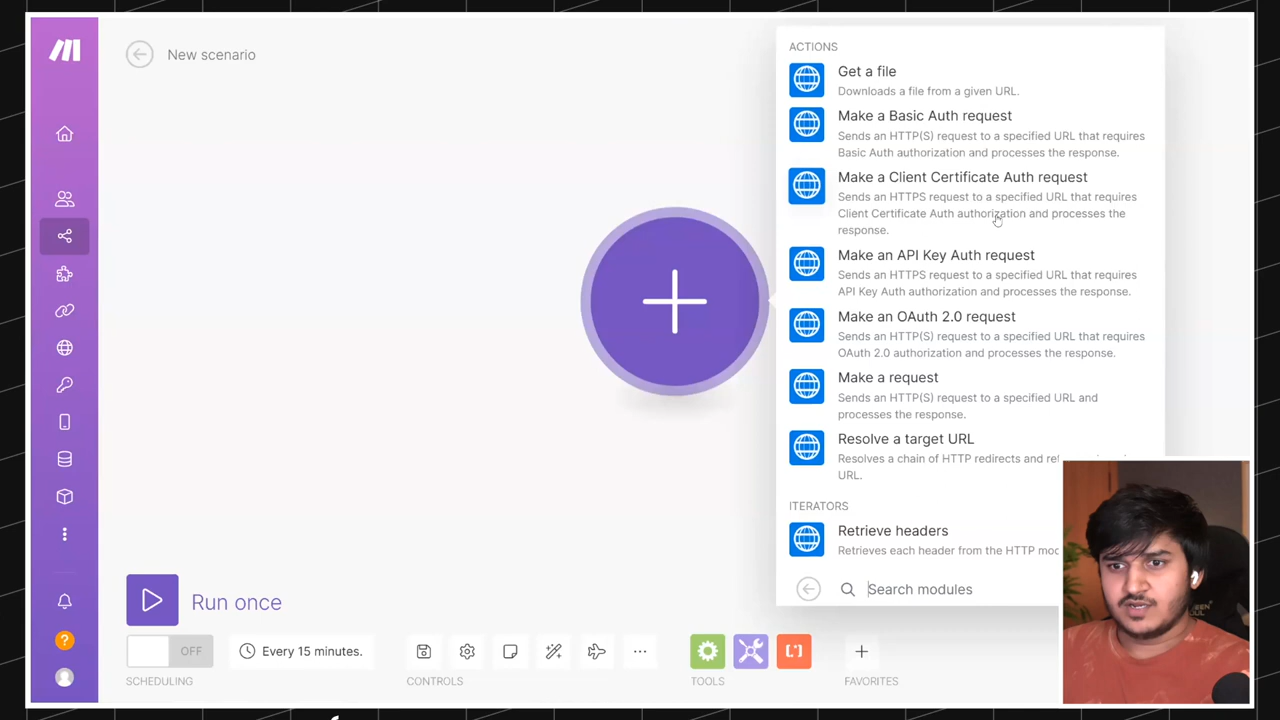 New scenario
ACTIONS
Get a file
Downloads a file from a given URL.
Make a Basic Auth request
Sends an HTTP(S) request to a specified URL that requires
Basic Auth authorization and processes the response.
Make a Client Certificate Auth request
Sends an HTTPS request to a specified URL that requires
Client Certificate Auth authorization and processes the
response.
Make an API Key Auth request
Sends an HTTPS request to a specified URL that requires
API Key Auth authorization and processes the response.
Make an OAuth 2.0 request
Sends an HTTP(S) request to a specified URL that requires
OAuth 2.0 authorization and processes the response.
Make a request
Sends an HTTP(S) request to a specified URL and
processes the response.
Resolve a target URL
Resolves a chain of HTTP redirects and
URL.
ITERATORS
Retrieve headers
Retrieves each header from the HTTP
Search modules
Run once
OFF
Every 15 minutes.
SCHEDULING
CONTROLS
TOOLS
FAVORITES